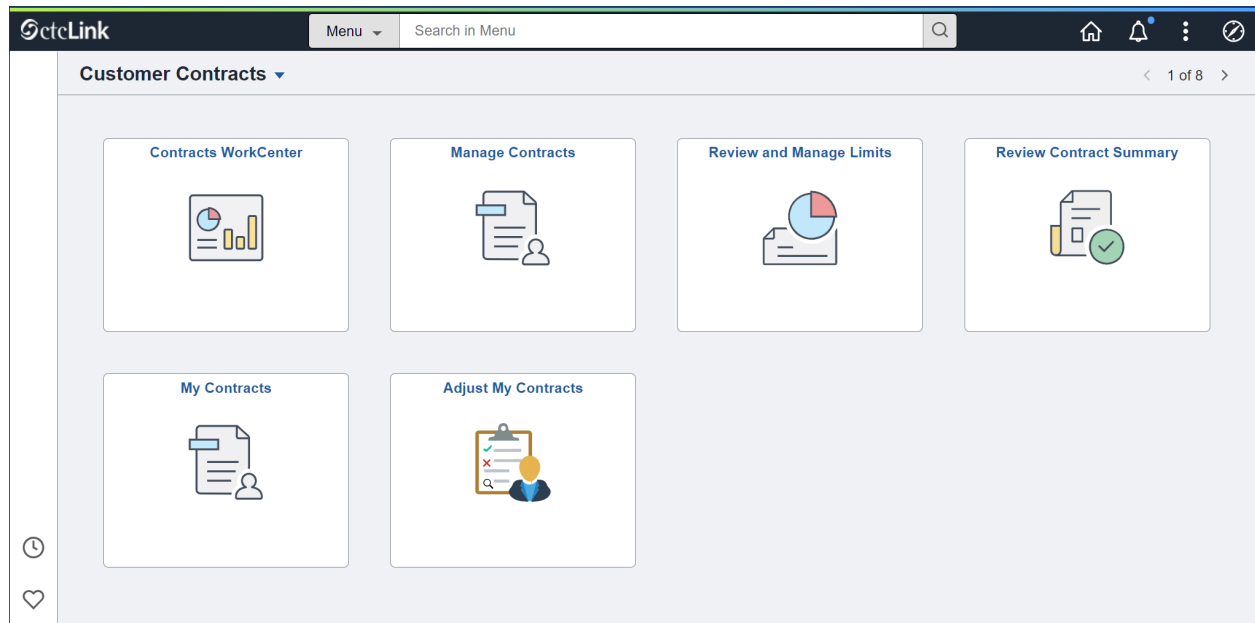 ctcLink
Menu
Search in Menu
Customer Contracts
1 of 8
Contracts WorkCenter
Manage Contracts
Review and Manage Limits
Review Contract Summary
My Contracts
Adjust My Contracts